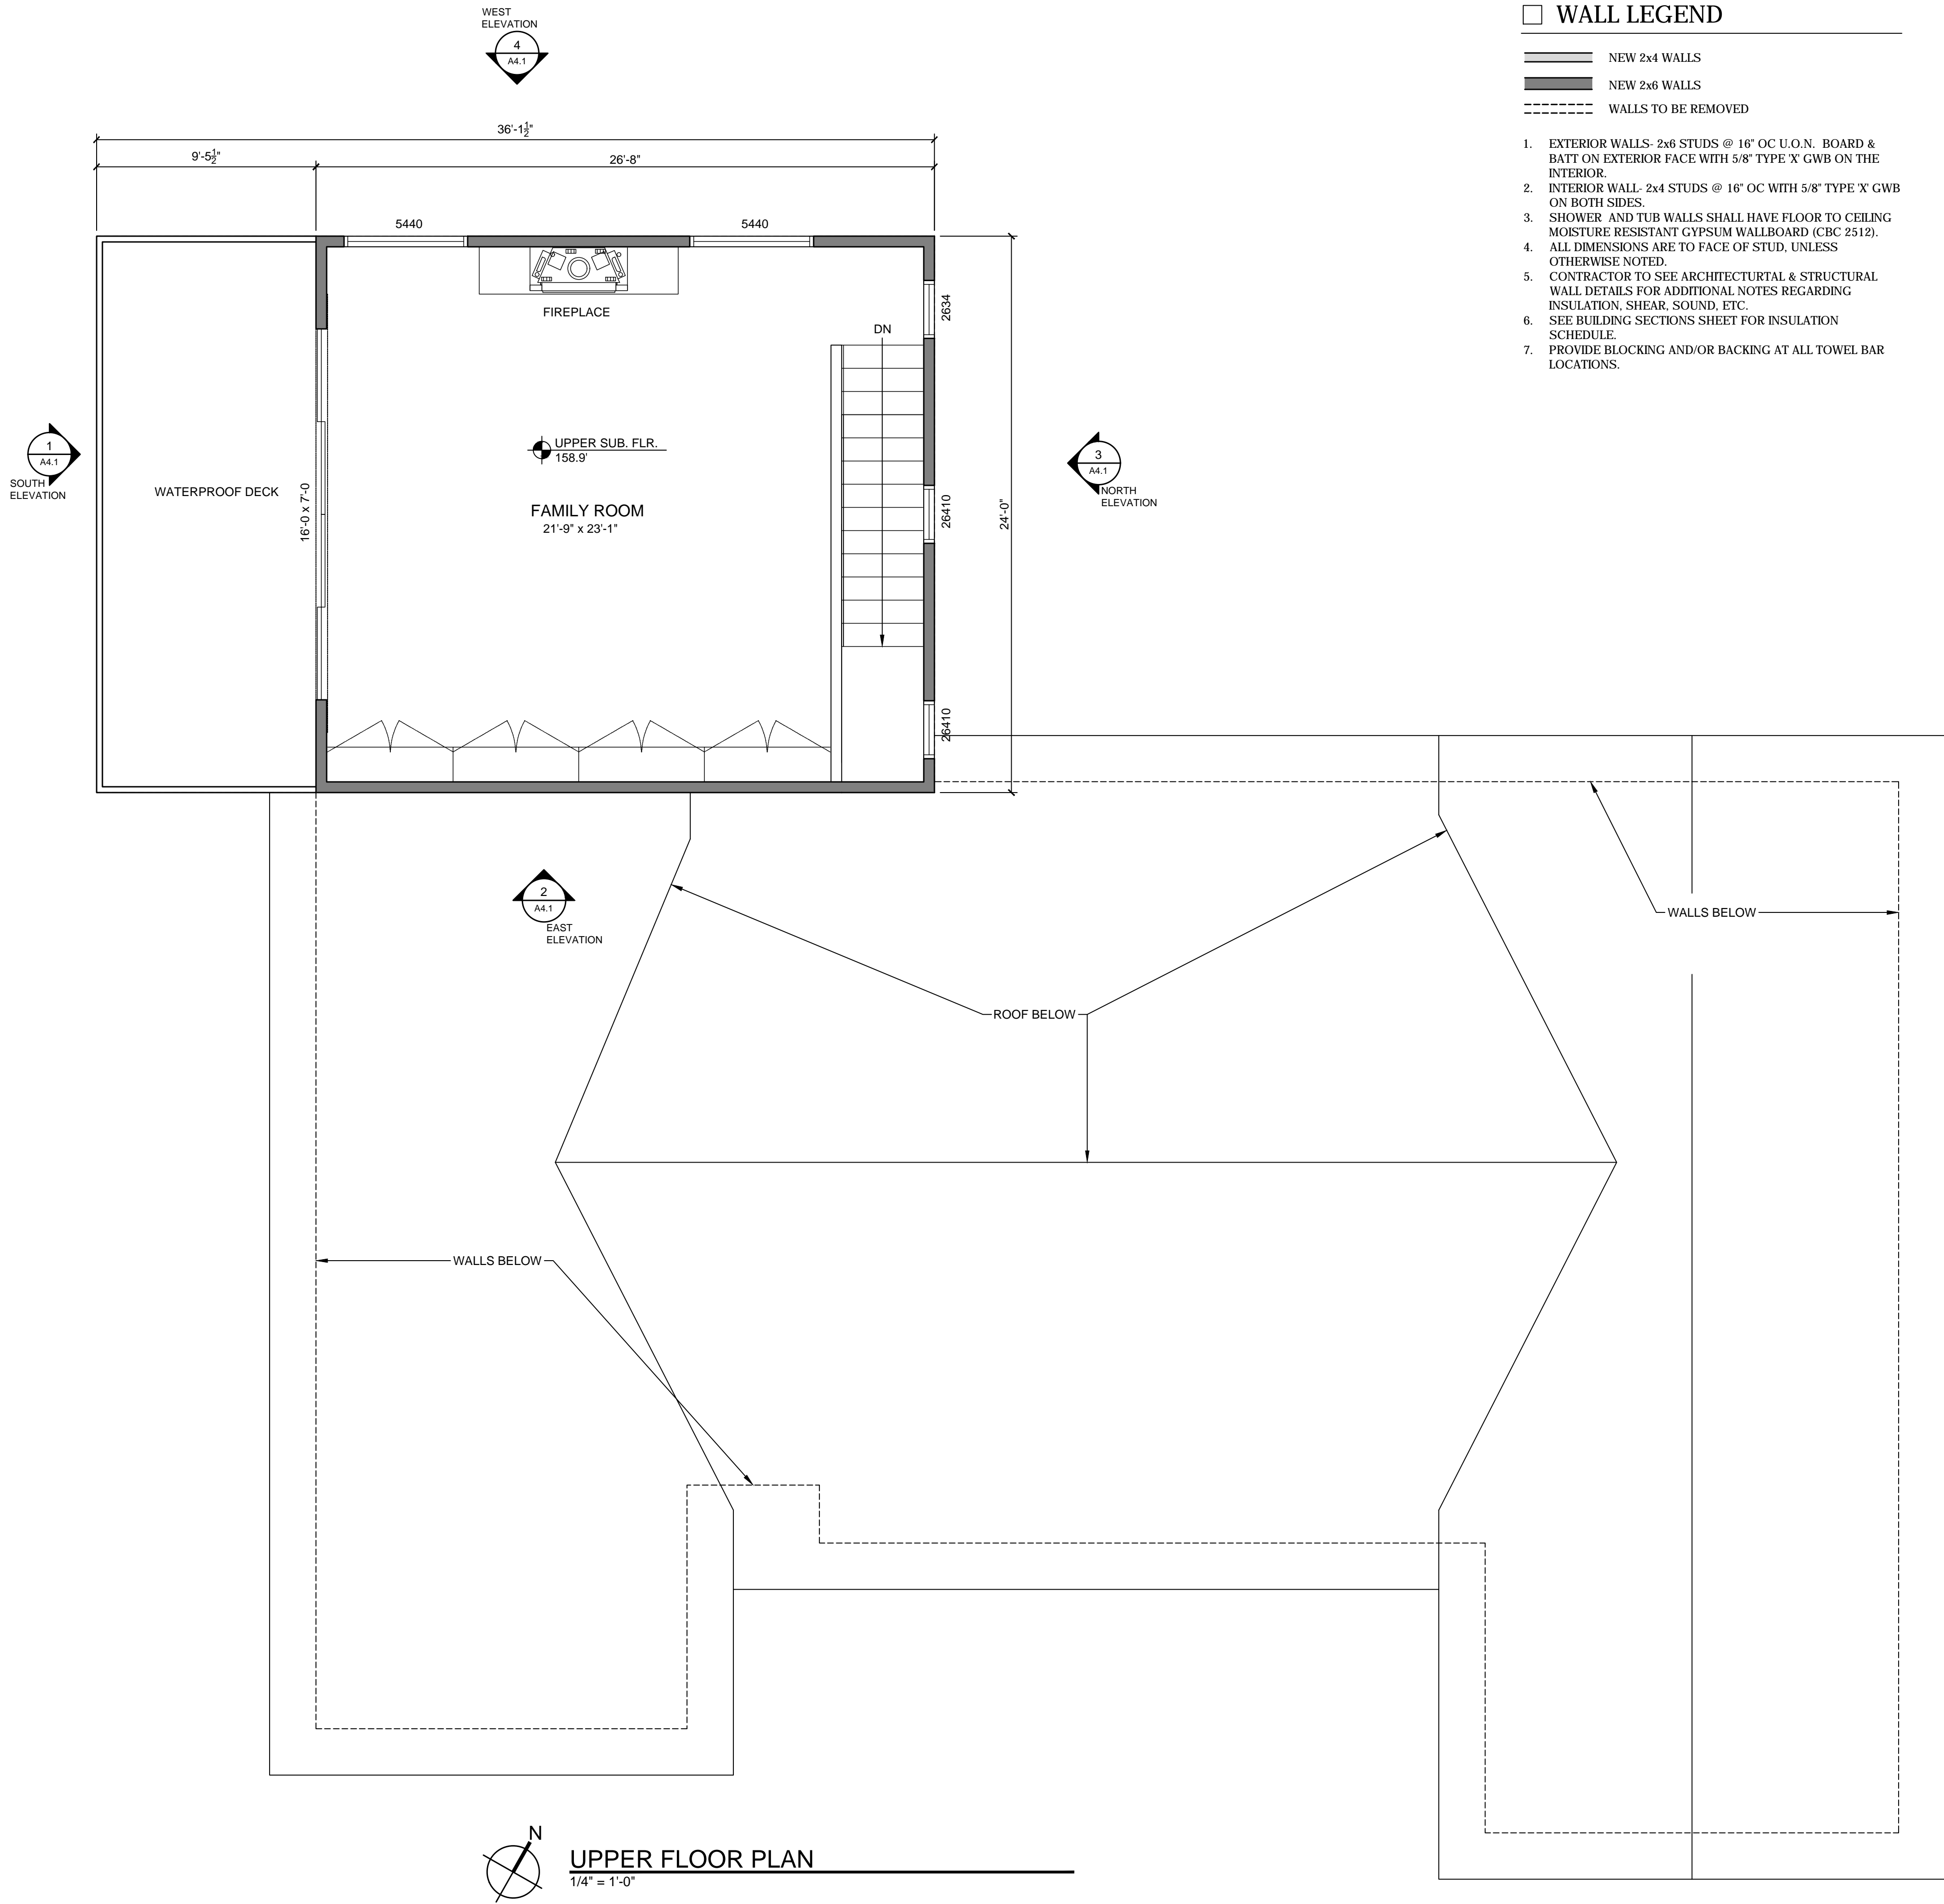 WEST
ELEVATION
4
A4.1
36'-1 1/2"
9'-5 1/2"
26'-8"
5440
5440
FIREPLACE
2634
DN
UPPER SUB. FLR.
158.9'
1
A4.1
SOUTH
ELEVATION
WATERPROOF DECK
16'-0 x 7'-0
FAMILY ROOM
21'-9" x 23'-1"
26410
24'-0"
3
A4.1
NORTH
ELEVATION
26410
2
A4.1
EAST
ELEVATION
WALLS BELOW
ROOF BELOW
WALLS BELOW
N
UPPER FLOOR PLAN
1/4" = 1'-0"
WALL LEGEND
NEW 2x4 WALLS
NEW 2x6 WALLS
WALLS TO BE REMOVED
1. EXTERIOR WALLS- 2x6 STUDS @ 16" OC U.O.N. BOARD &
BATT ON EXTERIOR FACE WITH 5/8" TYPE 'X' GWB ON THE
INTERIOR.
2. INTERIOR WALL- 2x4 STUDS @ 16" OC WITH 5/8" TYPE 'X' GWB
ON BOTH SIDES.
3. SHOWER AND TUB WALLS SHALL HAVE FLOOR TO CEILING
MOISTURE RESISTANT GYPSUM WALLBOARD (CBC 2512).
4. ALL DIMENSIONS ARE TO FACE OF STUD, UNLESS
OTHERWISE NOTED.
5. CONTRACTOR TO SEE ARCHITECTURTAL & STRUCTURAL
WALL DETAILS FOR ADDITIONAL NOTES REGARDING
INSULATION, SHEAR, SOUND, ETC.
6. SEE BUILDING SECTIONS SHEET FOR INSULATION
SCHEDULE.
7. PROVIDE BLOCKING AND/OR BACKING AT ALL TOWEL BAR
LOCATIONS.